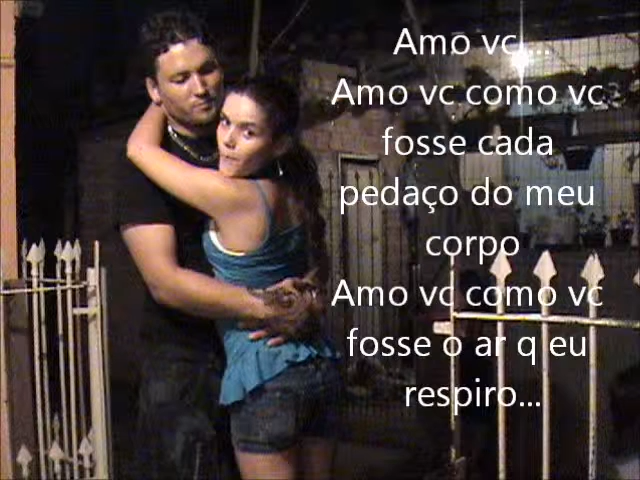 Amo vc....
Amo vc como vc
fosse cada
pedaço do meu
corpo
Amo vc como vc
fosse o ar q eu
respiro...